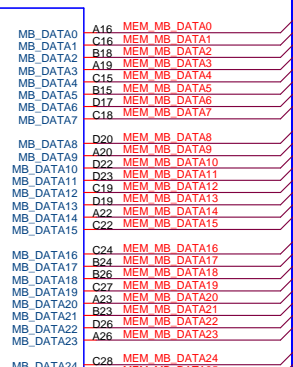 MB_DATA0 A16 MEM_MB_DATA0
MB_DATA1 C16 MEM_MB_DATA1
MB_DATA2 B18 MEM_MB_DATA2
MB_DATA3 A19 MEM_MB_DATA3
MB_DATA4 C15 MEM_MB_DATA4
MB_DATA5 B15 MEM_MB_DATA5
MB_DATA6 D17 MEM_MB_DATA6
MB_DATA7 C18 MEM_MB_DATA7
MB_DATA8 D20 MEM_MB_DATA8
MB_DATA9 A20 MEM_MB_DATA9
MB_DATA10 D22 MEM_MB_DATA10
MB_DATA11 D23 MEM_MB_DATA11
MB_DATA12 C19 MEM_MB_DATA12
MB_DATA13 D19 MEM_MB_DATA13
MB_DATA14 A22 MEM_MB_DATA14
MB_DATA15 C22 MEM_MB_DATA15
MB_DATA16 C24 MEM_MB_DATA16
MB_DATA17 B24 MEM_MB_DATA17
MB_DATA18 B26 MEM_MB_DATA18
MB_DATA19 C27 MEM_MB_DATA19
MB_DATA20 A23 MEM_MB_DATA20
MB_DATA21 B23 MEM_MB_DATA21
MB_DATA22 D26 MEM_MB_DATA22
MB_DATA23 A26 MEM_MB_DATA23
MB_DATA24 C28 MEM_MB_DATA24